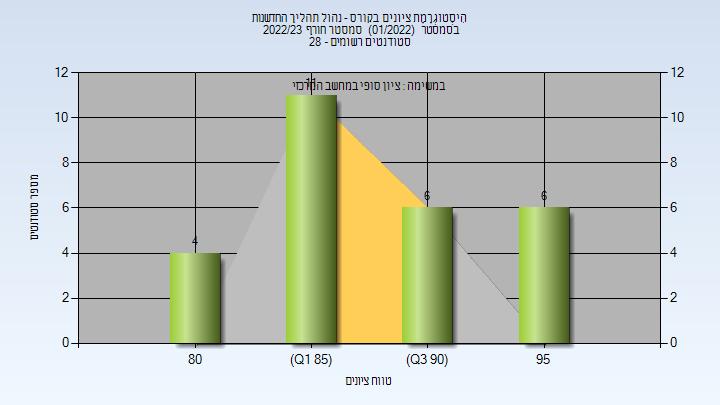 היסטוגרמת ציונים בקורס - נהול תהליך החדשנות
בסמסטר (01/2022) סמסטר חורף 2022/23
סטודנטים רשומים - 28
במשימה : ציון סופי במחשב המרכזי
מספר סטודנטים
12 12
10 10
8 8
6 6
4 4
2 2
0 0
4 11 6 6
80 (Q1 85) (Q3 90) 95
טווח ציונים